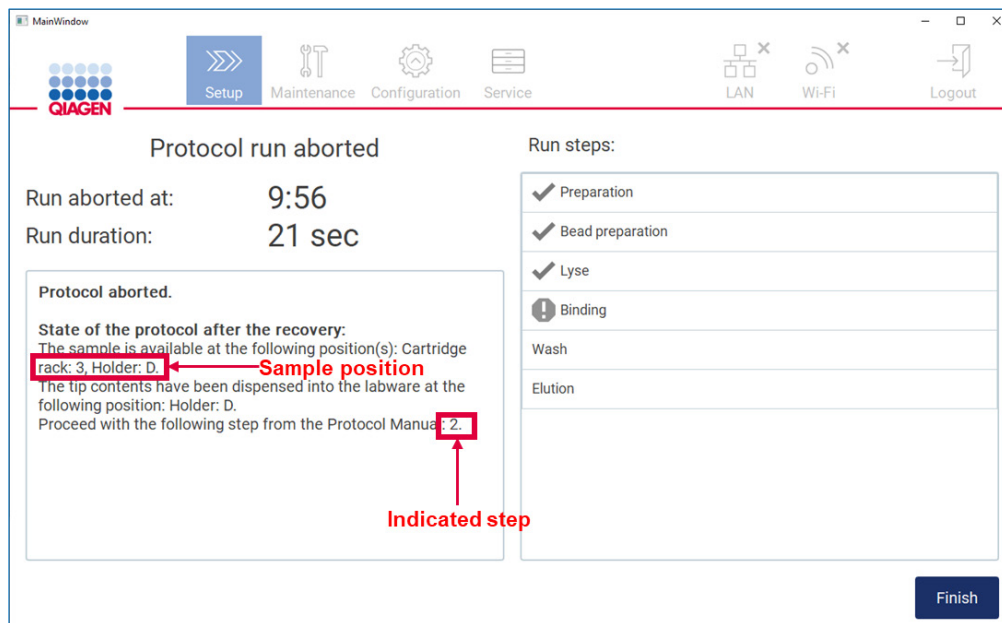 MainWindow
QIAGEN
Setup
Maintenance
Configuration
Service
LAN
Wi-Fi
Logout
Protocol run aborted
Run aborted at: 9:56
Run duration: 21 sec
Protocol aborted.
State of the protocol after the recovery:
The sample is available at the following position(s): Cartridge
rack: 3, Holder: D.
Sample position
The tip contents have been dispensed into the labware at the
following position: Holder: D.
Proceed with the following step from the Protocol Manual: 2.
Indicated step
Run steps:
Preparation
Bead preparation
Lyse
Binding
Wash
Elution
Finish